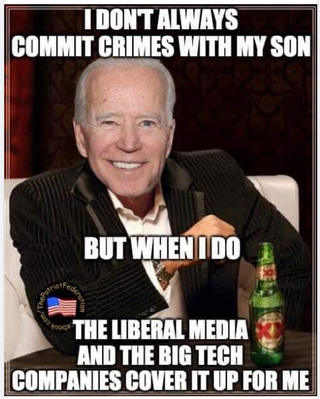 I DON'T ALWAYS
COMMIT CRIMES WITH MY SON
BUT WHEN I DO
THE LIBERAL MEDIA
AND THE BIG TECH
COMPANIES COVER IT UP FOR ME
XX